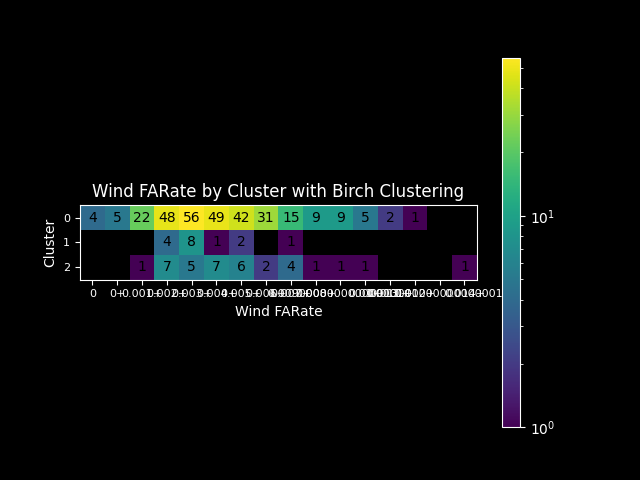 Wind FARate by Cluster with Birch Clustering
Cluster
0 4 5 22 48 56 49 42 31 15 9 9 5 2 1
1 4 8 1 2 1
2 1 7 5 7 6 2 4 1 1 1 1
0
Wind FARate
10¹
10⁰